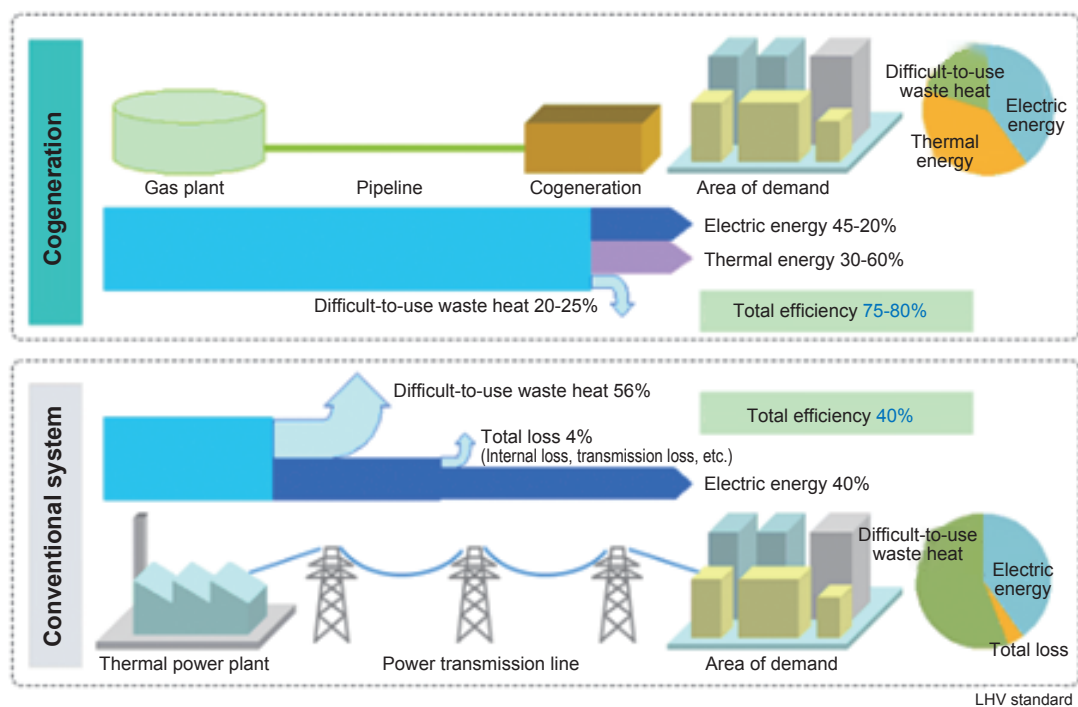 Cogeneration
Difficult-to-use
waste heat
Electric
energy
Thermal
energy
Gas plant
Pipeline
Cogeneration
Area of demand
Electric energy 45-20%
Thermal energy 30-60%
Difficult-to-use waste heat 20-25%
Total efficiency 75-80%
Conventional system
Difficult-to-use waste heat 56%
Total efficiency 40%
Total loss 4%
(Internal loss, transmission loss, etc.)
Electric energy 40%
Difficult-to-use
waste heat
Electric
energy
Total loss
Thermal power plant
Power transmission line
Area of demand
LHV standard